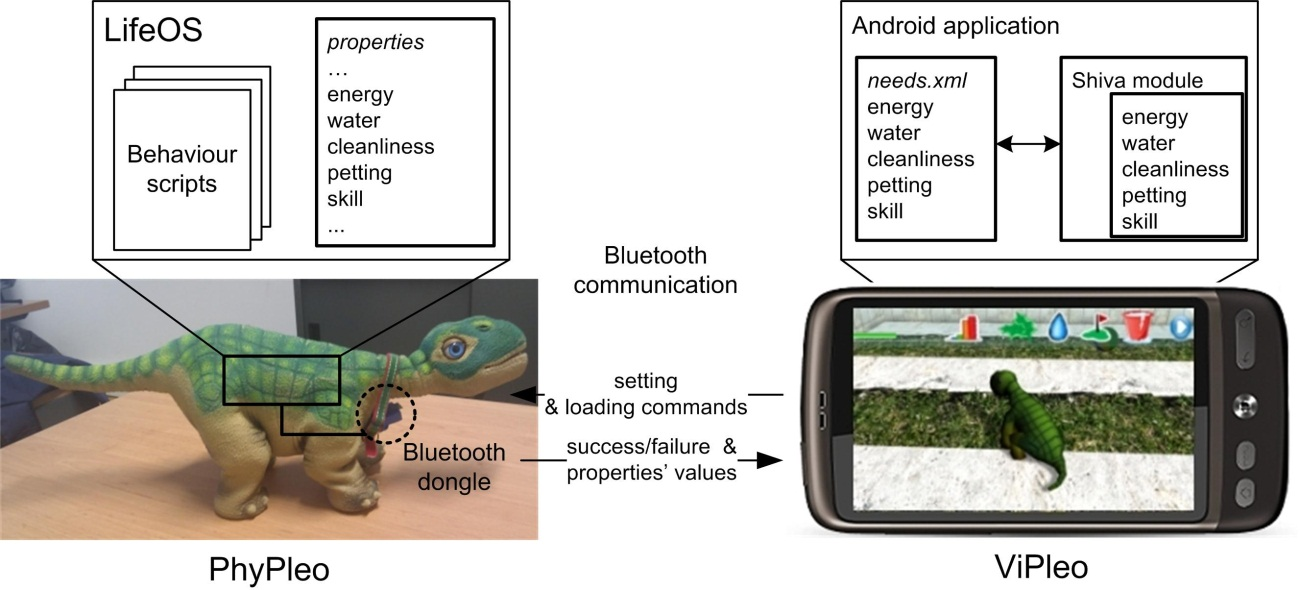 LifeOS
Behaviour
scripts
properties
...
energy
water
cleanliness
petting
skill
...
Android application
needs.xml
energy
water
cleanliness
petting
skill
Shiva module
energy
water
cleanliness
petting
skill
Bluetooth
communication
setting
& loading commands
success/failure &
properties' values
Bluetooth
dongle
PhyPleo
ViPleo